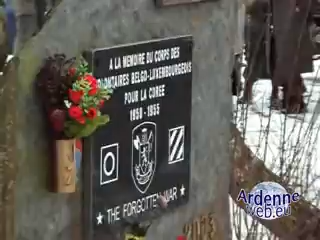 A LA MEMOIRE DU CORPS DES
VOLONTAIRES BELGO-LUXEMBOURGEOIS
POUR LA COREE
1950 - 1955
★ THE FORGOTTEN WAR ★
Ardenne
web.eu